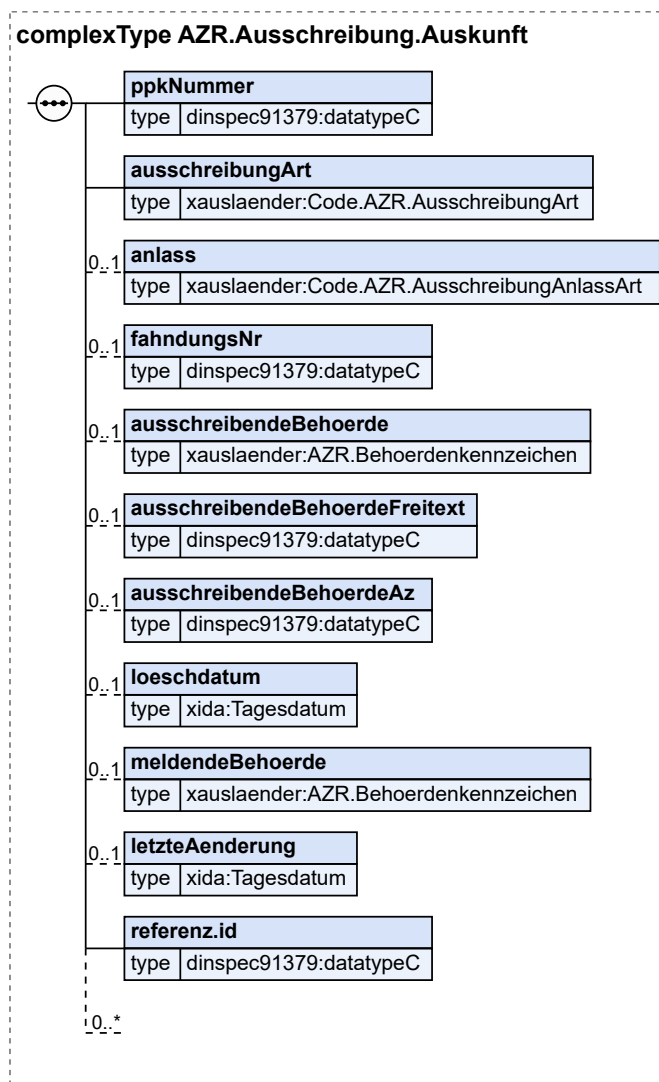 complexType AZR.Ausschreibung.Auskunft
ppkNummer
type dinspec91379:datatypeC
ausschreibungArt
type xauslaender:Code.AZR.AusschreibungArt
0..1 anlass
type xauslaender:Code.AZR.AusschreibungAnlassArt
0..1 fahndungsNr
type dinspec91379:datatypeC
0..1 ausschreibendeBehoerde
type xauslaender:AZR.Behoerdenkennzeichen
0..1 ausschreibendeBehoerdeFreitext
type dinspec91379:datatypeC
0..1 ausschreibendeBehoerdeAz
type dinspec91379:datatypeC
0..1 loeschdatum
type xida:Tagesdatum
0..1 meldendeBehoerde
type xauslaender:AZR.Behoerdenkennzeichen
0..1 letzteAenderung
type xida:Tagesdatum
referenz.id
type dinspec91379:datatypeC
0..*